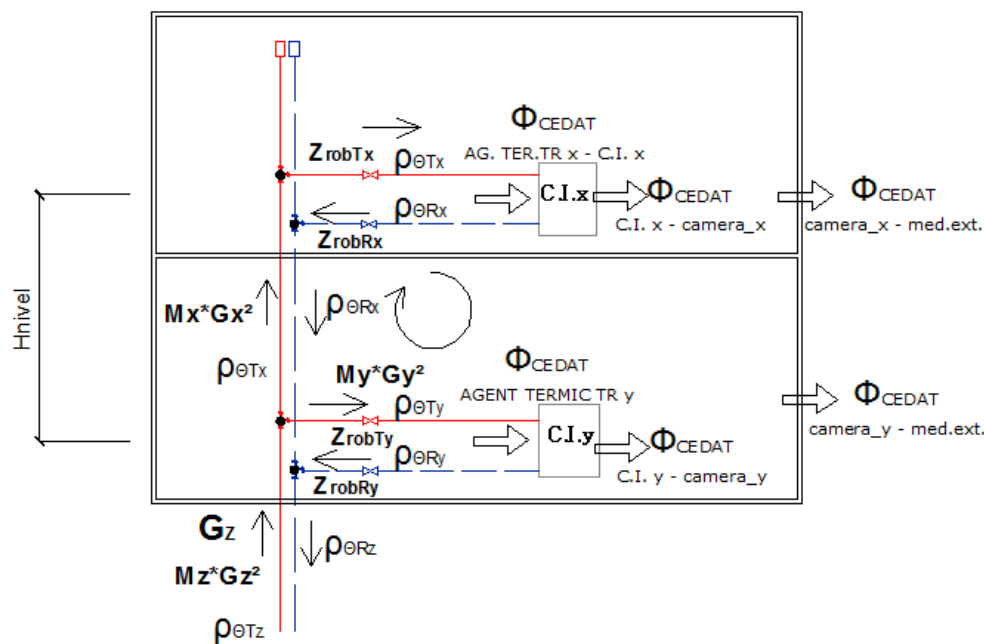 ΦCEDAT
AG. TER.TR x - C.I. x
ZrobTx
ρΘTx
C.I.x
ΦCEDAT
C.I. x - camera_x
ΦCEDAT
camera_x - med.ext.
ρΘRx
ZrobRx
Hnivel
Mx*Gx²
ρΘRx
ρΘTx
ΦCEDAT
AGENT TERMIC TR y
My*Gy²
ρΘTy
ZrobTy
C.I.y
ΦCEDAT
C.I. y - camera_y
ΦCEDAT
camera_y - med.ext.
ρΘRy
ZrobRy
Gz
Mz*Gz²
ρΘRz
ρΘTz